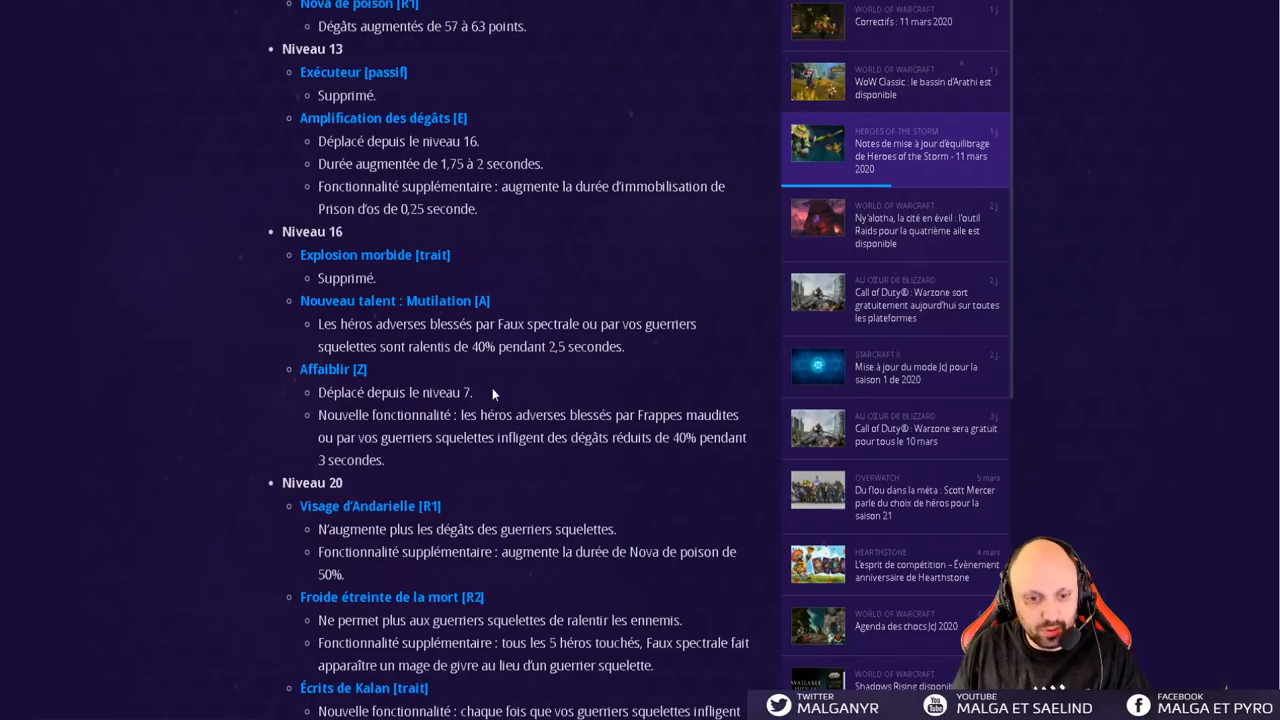 Nova de poison [R1]
Dégâts augmentés de 57 à 63 points.
Niveau 13
Exécuteur [passif]
Supprimé.
Amplification des dégâts [E]
Déplacé depuis le niveau 16.
Durée augmentée de 1,75 à 2 secondes.
Fonctionnalité supplémentaire : augmente la durée d'immobilisation de
Prison d'os de 0,25 seconde.
Niveau 16
Explosion morbide [trait]
Supprimé.
Nouveau talent : Mutilation [A]
Les héros adverses blessés par Faux spectrale ou par vos guerriers
squelettes sont ralentis de 40% pendant 2,5 secondes.
Affaiblir [Z]
Déplacé depuis le niveau 7.
Nouvelle fonctionnalité : les héros adverses blessés par Frappes maudites
ou par vos guerriers squelettes infligent des dégâts réduits de 40% pendant
3 secondes.
Niveau 20
Visage d'Andarielle [R1]
N'augmente plus les dégâts des guerriers squelettes.
Fonctionnalité supplémentaire : augmente la durée de Nova de poison de
50%.
Froide étreinte de la mort [R2]
Ne permet plus aux guerriers squelettes de ralentir les ennemis.
Fonctionnalité supplémentaire : tous les 5 héros touchés, Faux spectrale fait
apparaître un mage de givre au lieu d'un guerrier squelette.
Écrits de Kalan [trait]
Nouvelle fonctionnalité : chaque fois que vos guerriers squelettes infligent
WORLD OF WARCRAFT 1 j.
Correctifs : 11 mars 2020
WORLD OF WARCRAFT 1 j.
WoW Classic : le bassin d'Arathi est
disponible
HEROES OF THE STORM 1 j.
Notes de mise à jour d'équilibrage
de Heroes of the Storm - 11 mars
2020
WORLD OF WARCRAFT 2 j.
Ny'alotha, la cité en éveil : l'outil
Raids pour la quatrième aile est
disponible
AU CŒUR DE BLIZZARD 2 j.
Call of Duty® : Warzone sort
gratuitement aujourd'hui sur toutes
les plateformes
STARCRAFT II 2 j.
Mise à jour du mode JcJ pour la
saison 1 de 2020
AU CŒUR DE BLIZZARD 3 j.
Call of Duty® : Warzone sera gratuit
pour tous le 10 mars
OVERWATCH 5 mars
Du flou dans la méta : Scott Mercer
parle du choix de héros pour la
saison 21
HEARTHSTONE 4 mars
L'esprit de compétition – Évènement
anniversaire de Hearthstone
WORLD OF WARCRAFT
Agenda des chocs JcJ 2020
WORLD OF WARCRAFT
Shadows Rising
TWITTER
MALGANYR
YOUTUBE
MALGA ET SAELIND
FACEBOOK
MALGA ET PYRO